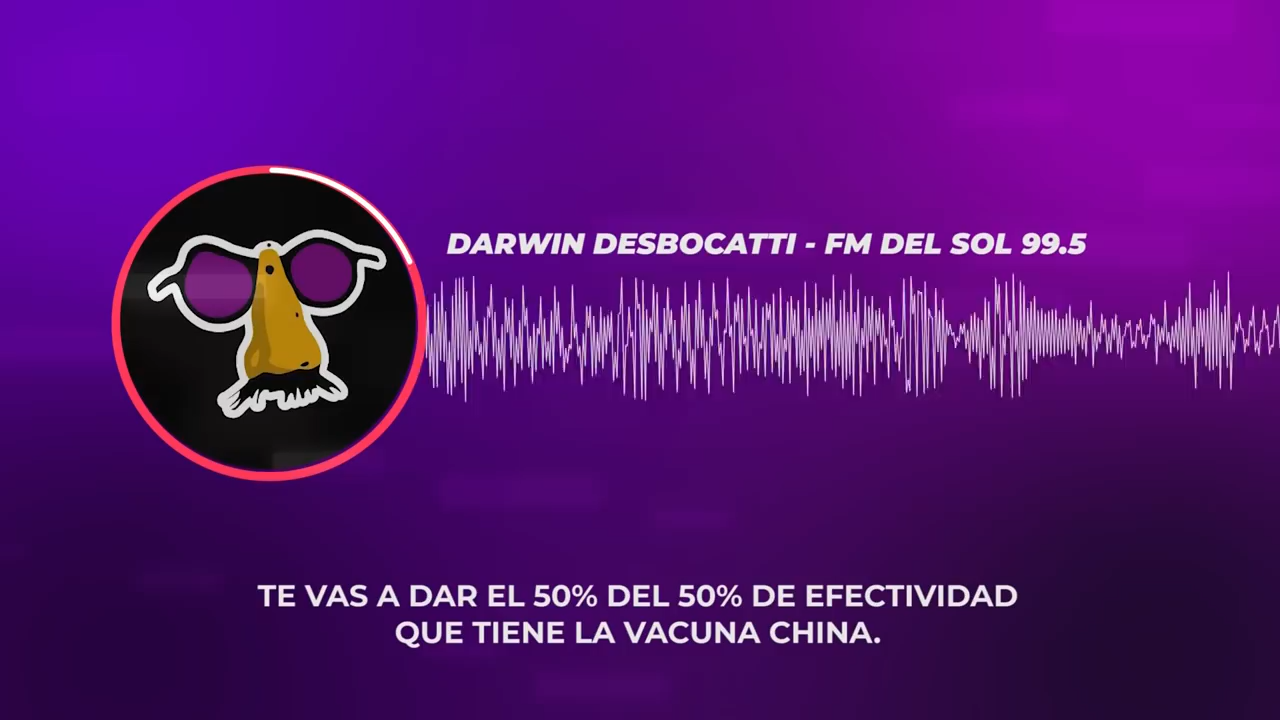 DARWIN DESBOCATTI - FM DEL SOL 99.5
TE VAS A DAR EL 50% DEL 50% DE EFECTIVIDAD
QUE TIENE LA VACUNA CHINA.